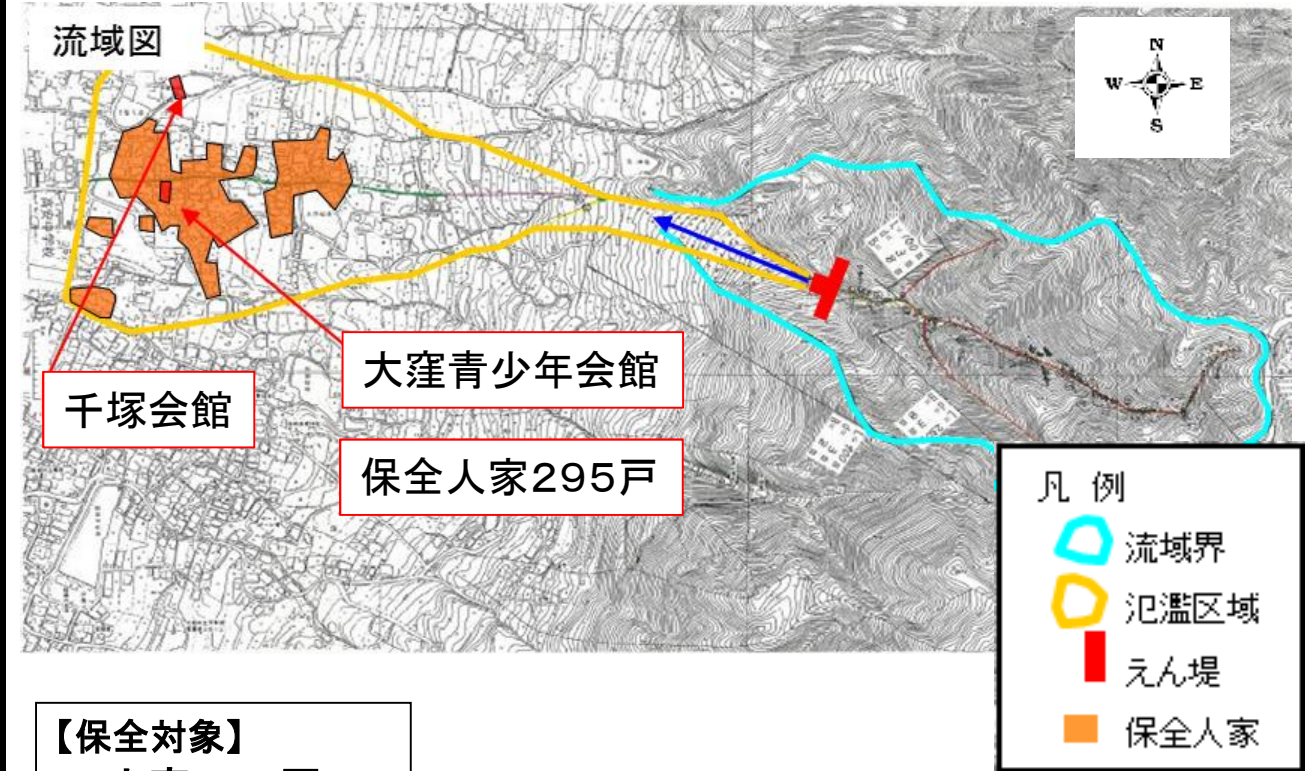 流域図
N
W E
S
大窪青少年会館
千塚会館
保全人家295戸
凡 例
流域界
氾濫区域
えん堤
保全人家
【保全対象】